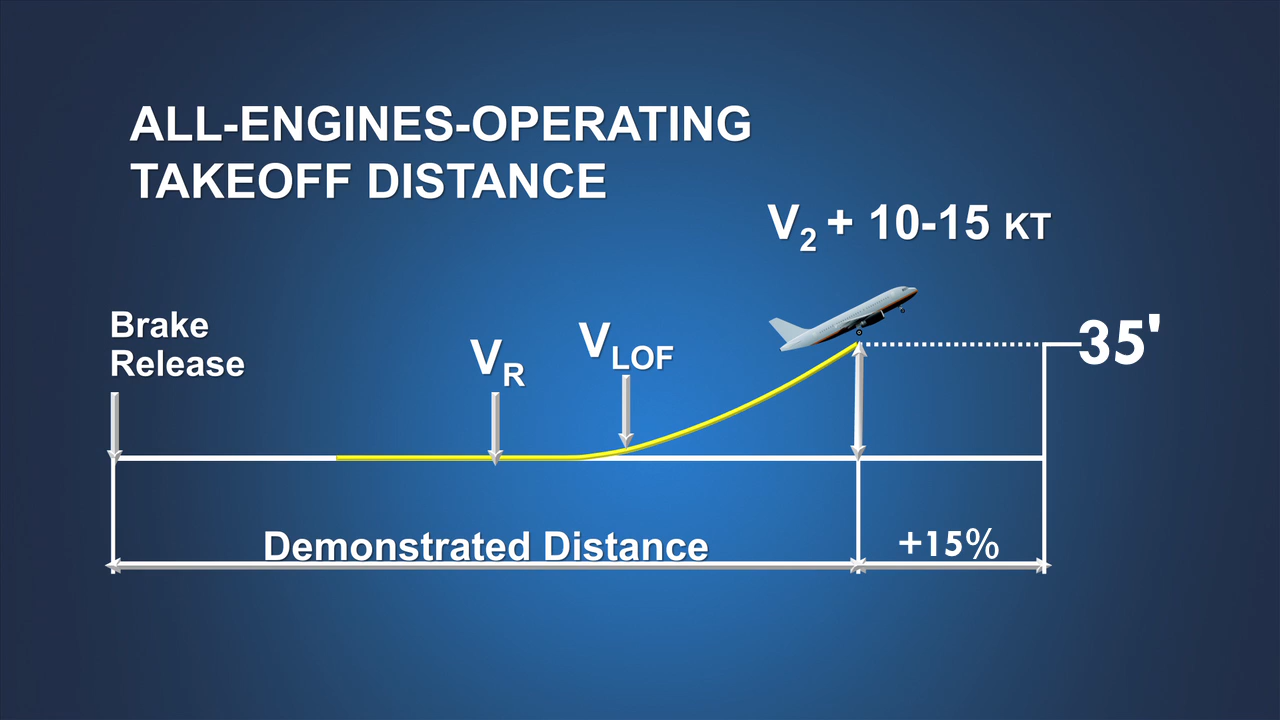 ALL-ENGINES-OPERATING
TAKEOFF DISTANCE
V2 + 10-15 KT
Brake
Release
VR
VLOF
35'
Demonstrated Distance
+15%